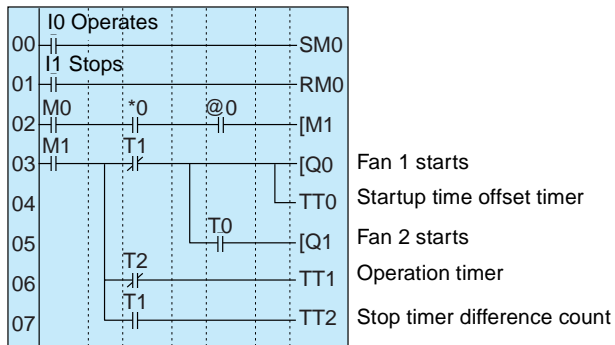 I0 Operates
00 SM0
I1 Stops
01 RM0
M0 *0 @0
02 [M1
M1 T1
03 [Q0 Fan 1 starts
04 TT0 Startup time offset timer
T0
05 [Q1 Fan 2 starts
T2
06 TT1 Operation timer
T1
07 TT2 Stop timer difference count